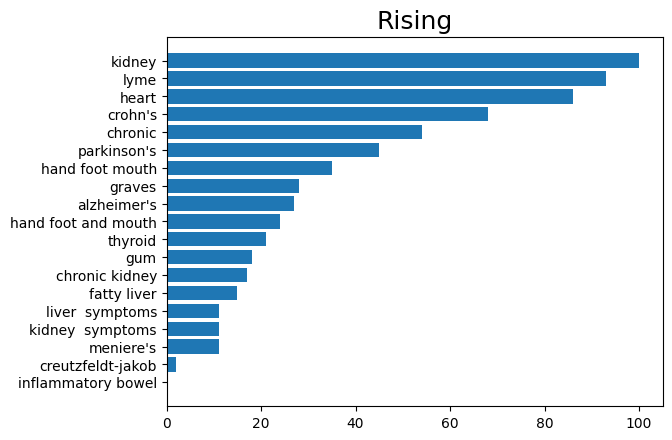 Rising
kidney
lyme
heart
crohn's
chronic
parkinson's
hand foot mouth
graves
alzheimer's
hand foot and mouth
thyroid
gum
chronic kidney
fatty liver
liver  symptoms
kidney  symptoms
meniere's
creutzfeldt-jakob
inflammatory bowel
0 20 40 60 80 100